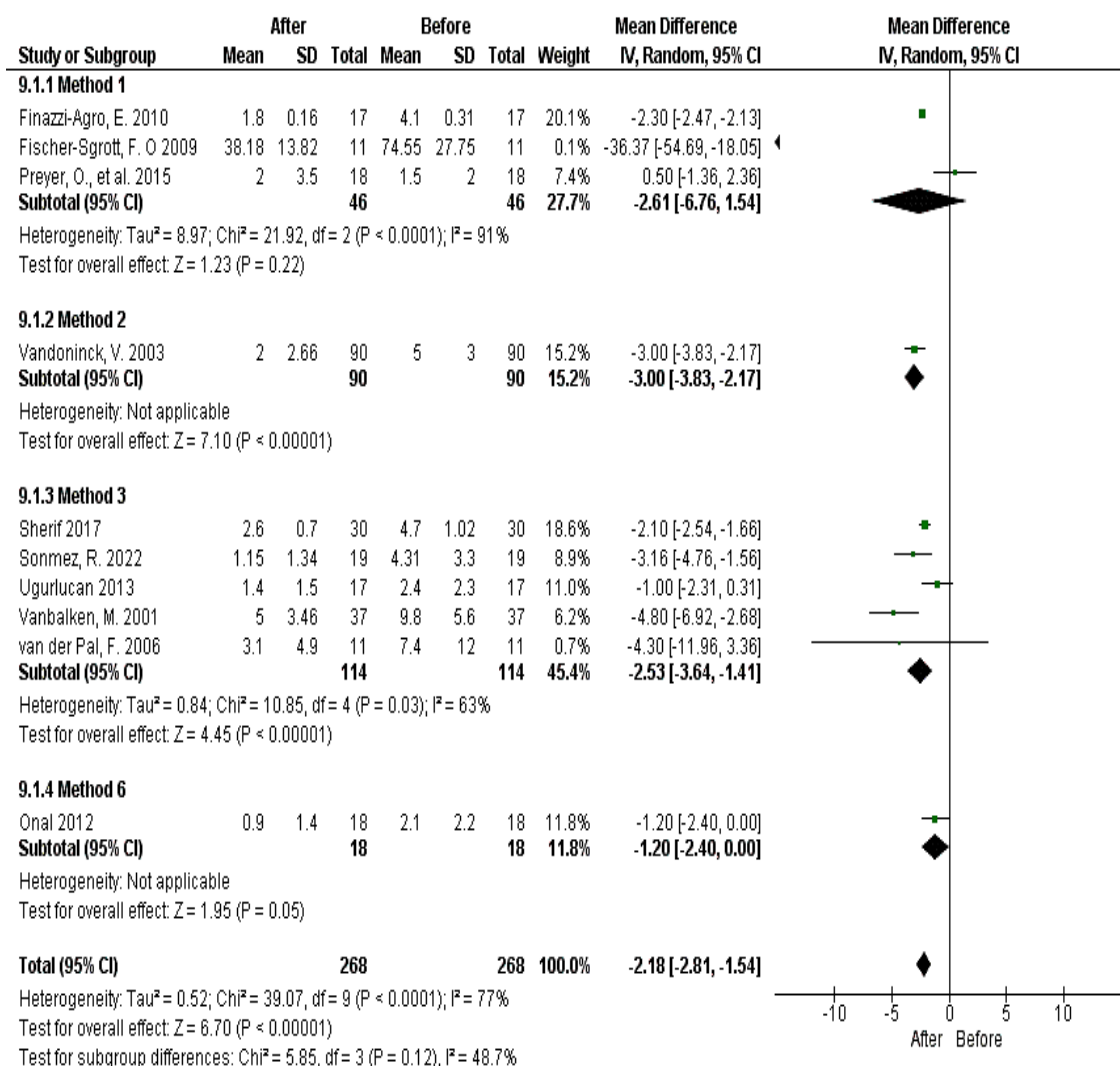 After Before Mean Difference Mean Difference
Study or Subgroup Mean SD Total Mean SD Total Weight IV, Random, 95% CI IV, Random, 95% CI
9.1.1 Method 1
Finazzi-Agro, E. 2010 1.8 0.16 17 4.1 0.31 17 20.1% -2.30 [-2.47, -2.13]
Fischer-Sgrott, F. O 2009 38.18 13.82 11 74.55 27.75 11 0.1% -36.37 [-54.69, -18.05]
Preyer, O., et al. 2015 2 3.5 18 1.5 2 18 7.4% 0.50 [-1.36, 2.36]
Subtotal (95% CI) 46 46 27.7% -2.61 [-6.76, 1.54]
Heterogeneity: Tau² = 8.97; Chi² = 21.92, df = 2 (P < 0.0001); I² = 91%
Test for overall effect: Z = 1.23 (P = 0.22)
9.1.2 Method 2
Vandoninck, V. 2003 2 2.66 90 5 3 90 15.2% -3.00 [-3.83, -2.17]
Subtotal (95% CI) 90 90 15.2% -3.00 [-3.83, -2.17]
Heterogeneity: Not applicable
Test for overall effect: Z = 7.10 (P < 0.00001)
9.1.3 Method 3
Sherif 2017 2.6 0.7 30 4.7 1.02 30 18.6% -2.10 [-2.54, -1.66]
Sonmez, R. 2022 1.15 1.34 19 4.31 3.3 19 8.9% -3.16 [-4.76, -1.56]
Ugurlucan 2013 1.4 1.5 17 2.4 2.3 17 11.0% -1.00 [-2.31, 0.31]
Vanbalken, M. 2001 5 3.46 37 9.8 5.6 37 6.2% -4.80 [-6.92, -2.68]
van der Pal, F. 2006 3.1 4.9 11 7.4 12 11 0.7% -4.30 [-11.96, 3.36]
Subtotal (95% CI) 114 114 45.4% -2.53 [-3.64, -1.41]
Heterogeneity: Tau² = 0.84; Chi² = 10.85, df = 4 (P = 0.03); I² = 63%
Test for overall effect: Z = 4.45 (P < 0.00001)
9.1.4 Method 6
Onal 2012 0.9 1.4 18 2.1 2.2 18 11.8% -1.20 [-2.40, 0.00]
Subtotal (95% CI) 18 18 11.8% -1.20 [-2.40, 0.00]
Heterogeneity: Not applicable
Test for overall effect: Z = 1.95 (P = 0.05)
Total (95% CI) 268 268 100.0% -2.18 [-2.81, -1.54]
Heterogeneity: Tau² = 0.52; Chi² = 39.07, df = 9 (P < 0.0001); I² = 77%
Test for overall effect: Z = 6.70 (P < 0.00001)
Test for subgroup differences: Chi² = 5.85, df = 3 (P = 0.12), I² = 48.7%
-10 -5 0 5 10
After Before